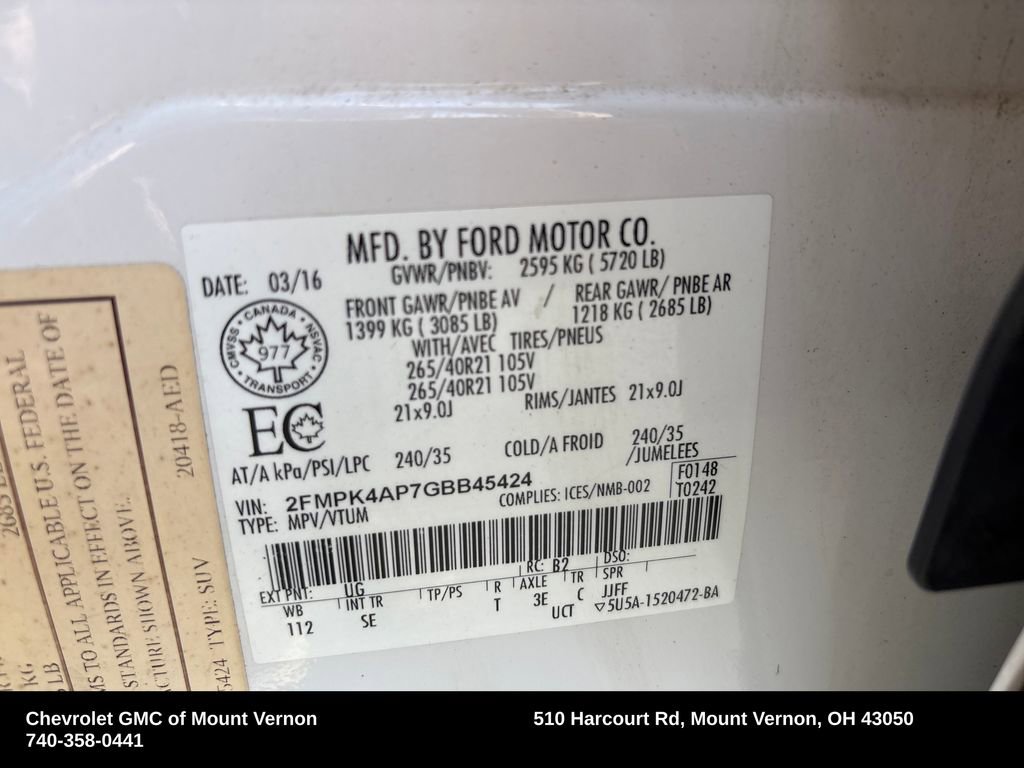 MFD. BY FORD MOTOR CO.
DATE: 03/16
GVWR/PNBV: 2595 KG ( 5720 LB)
FRONT GAWR/PNBE AV / REAR GAWR/ PNBE AR
1399 KG ( 3085 LB) 1218 KG ( 2685 LB)
WITH/AVEC TIRES/PNEUS
265/40R21 105V
265/40R21 105V
21x9.0J RIMS/JANTES 21x9.0J
CANADA
CMVSS NSVAC
977
TRANSPORT
EC
AT/A kPa/PSI/LPC 240/35 COLD/A FROID 240/35
/JUMELEES
VIN: 2FMPK4AP7GBB45424
COMPLIES: ICES/NMB-002
F0148
T0242
TYPE: MPV/VTUM
EXT PNT: UG RC: B2 DSO:
WB INT TR TP/PS R AXLE TR SPR
112 SE T 3E C JJFF
UCT ▽5U5A-1520472-BA
2685 L
MS TO ALL APPLICABLE U.S. FEDERAL
STANDARDS IN EFFECT ON THE DATE OF
CTURE SHOWN ABOVE.
20418-AED
5424 TYPE: SUV
KG
LB
Chevrolet GMC of Mount Vernon
740-358-0441
510 Harcourt Rd, Mount Vernon, OH 43050